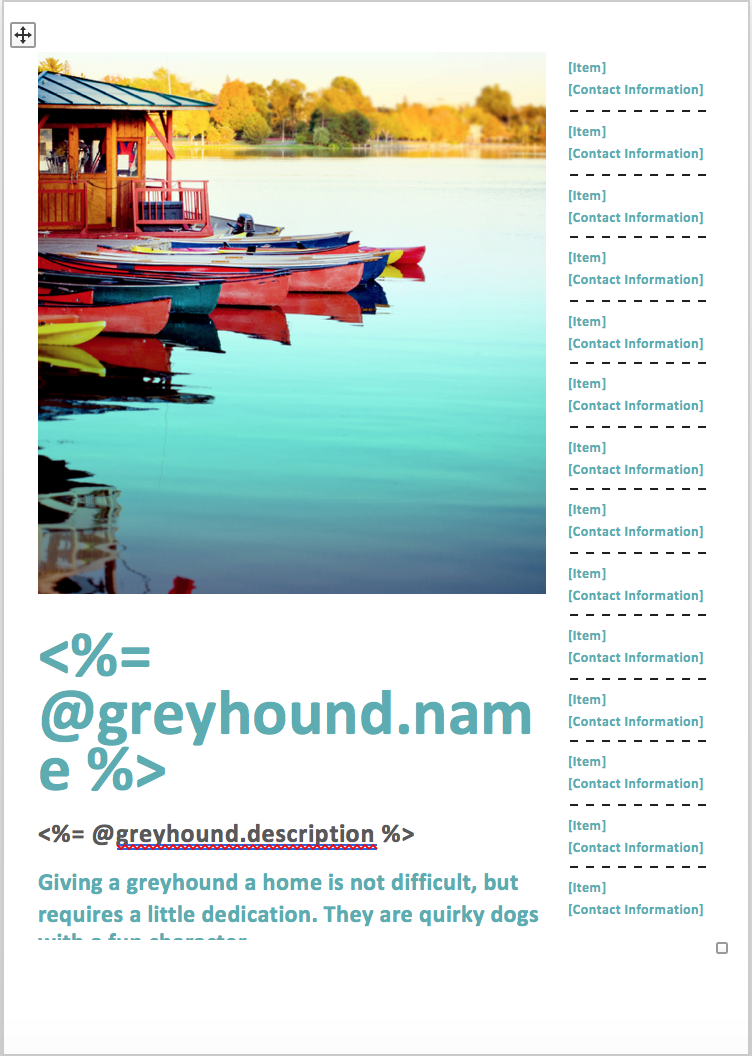 <%=
@greyhound.nam
e %>
<%= @greyhound.description %>
Giving a greyhound a home is not difficult, but
requires a little dedication. They are quirky dogs
with a fun character
[Item]
[Contact Information]
[Item]
[Contact Information]
[Item]
[Contact Information]
[Item]
[Contact Information]
[Item]
[Contact Information]
[Item]
[Contact Information]
[Item]
[Contact Information]
[Item]
[Contact Information]
[Item]
[Contact Information]
[Item]
[Contact Information]
[Item]
[Contact Information]
[Item]
[Contact Information]
[Item]
[Contact Information]
[Item]
[Contact Information]